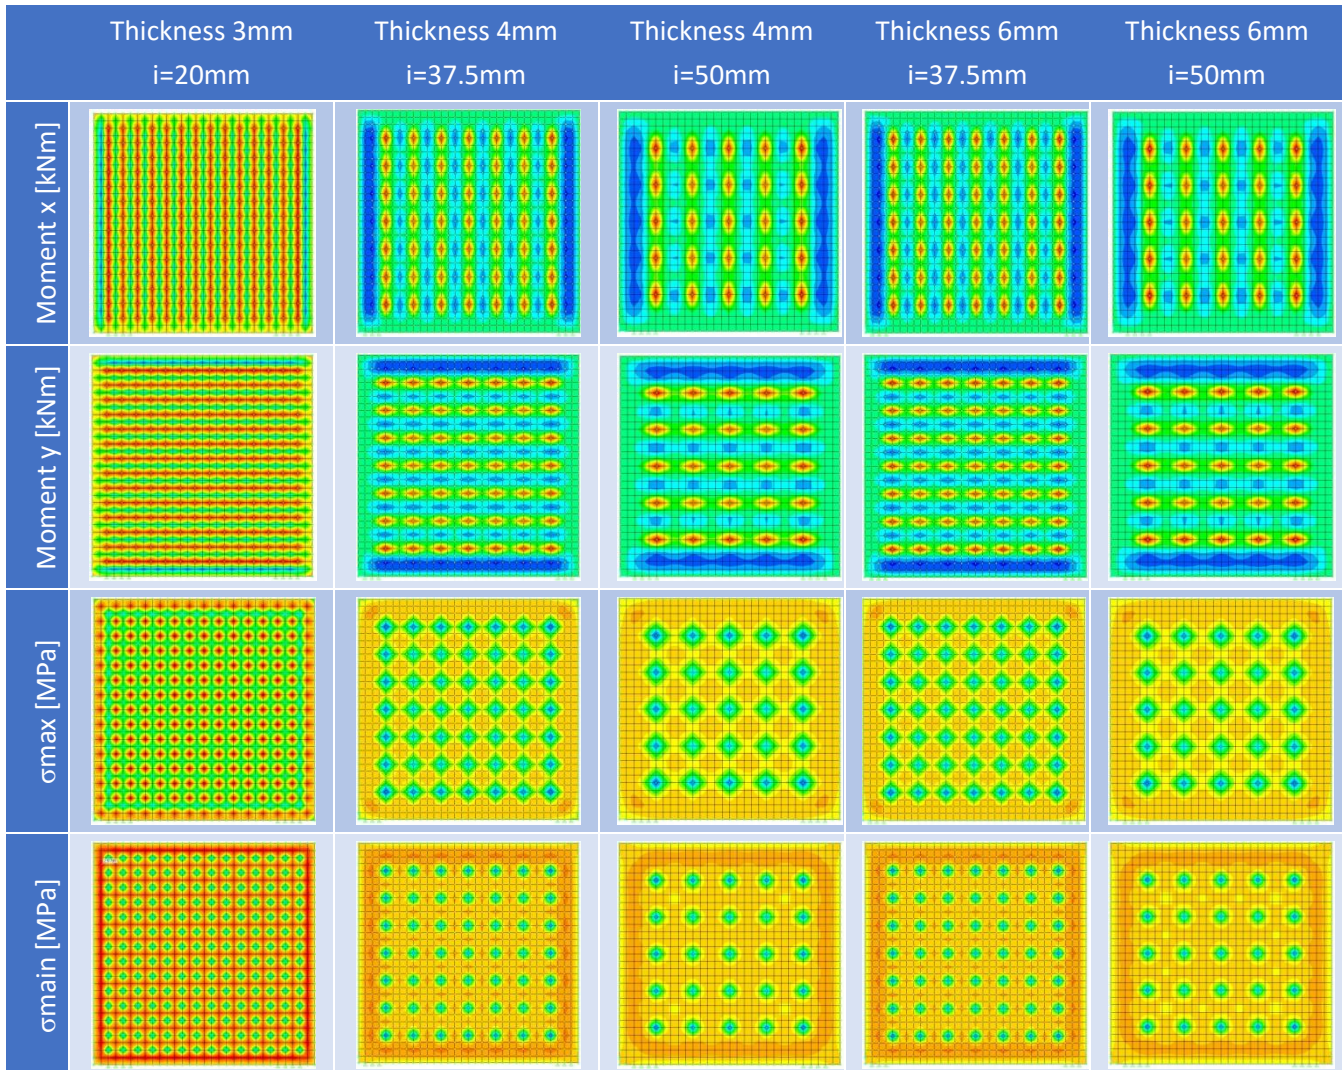 Thickness 3mm
i=20mm
Thickness 4mm
i=37.5mm
Thickness 4mm
i=50mm
Thickness 6mm
i=37.5mm
Thickness 6mm
i=50mm
Moment x [kNm]
Moment y [kNm]
σmax [MPa]
σmain [MPa]